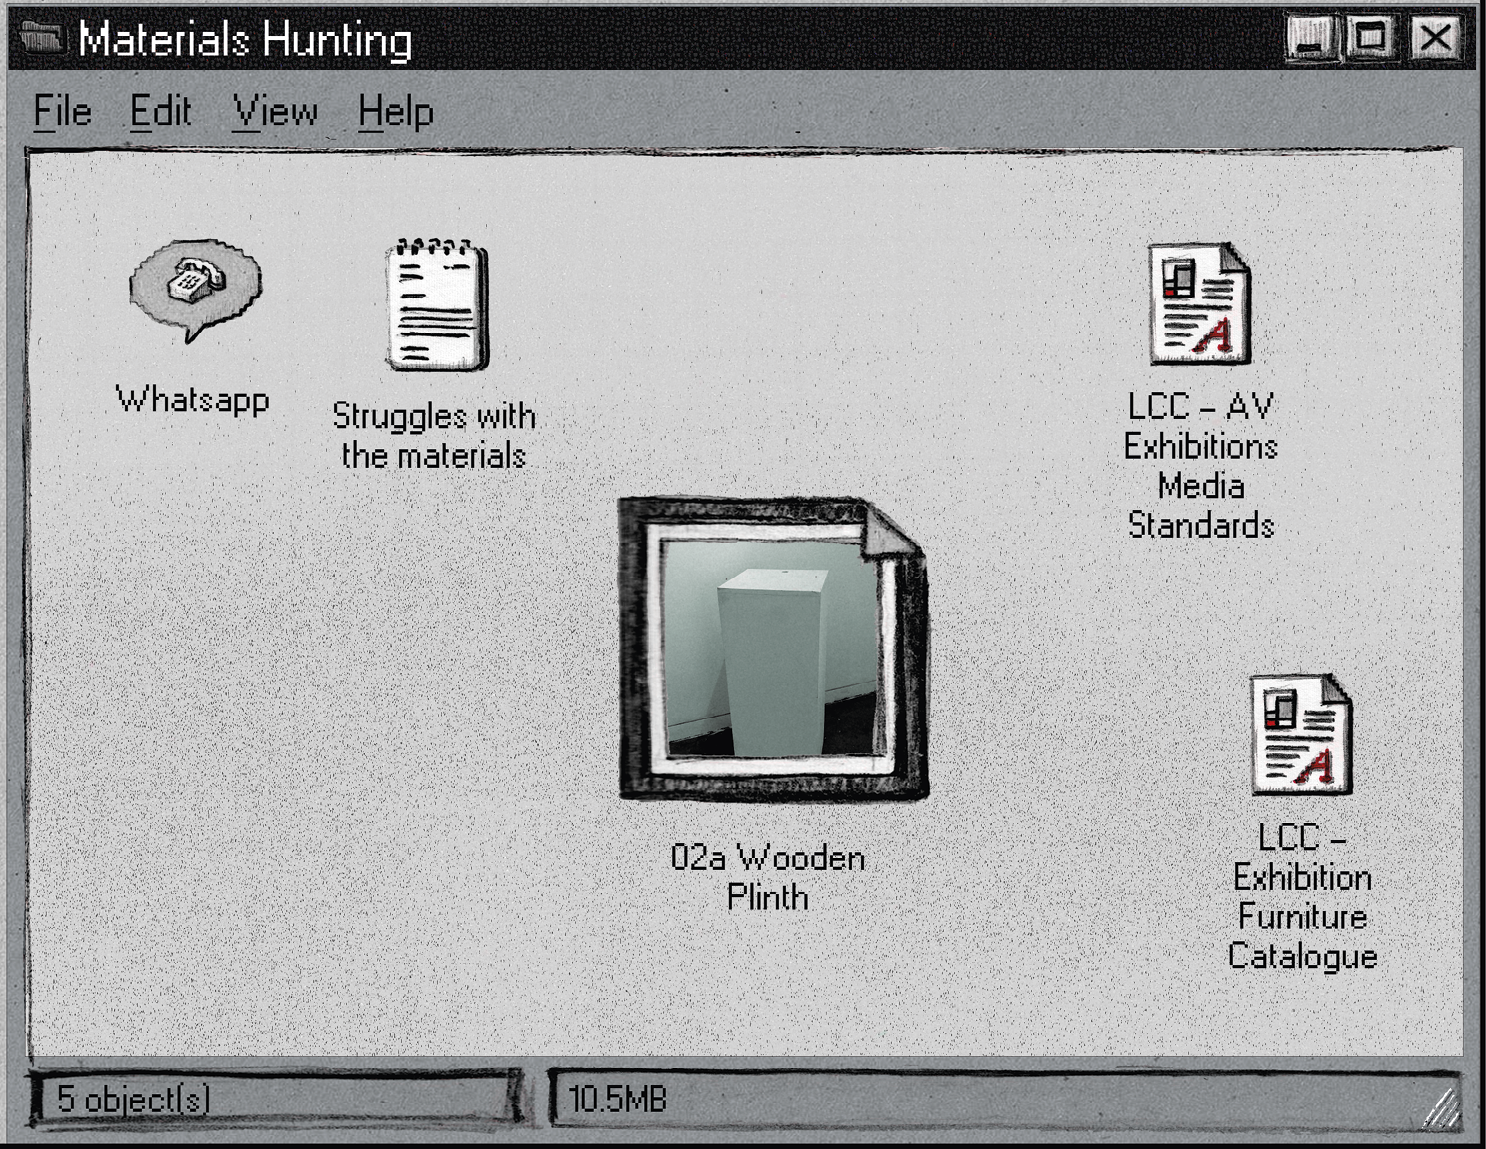 Materials Hunting
File Edit View Help
Whatsapp
Struggles with
the materials
LCC – AV
Exhibitions
Media
Standards
02a Wooden
Plinth
LCC –
Exhibition
Furniture
Catalogue
5 object(s)
10.5MB